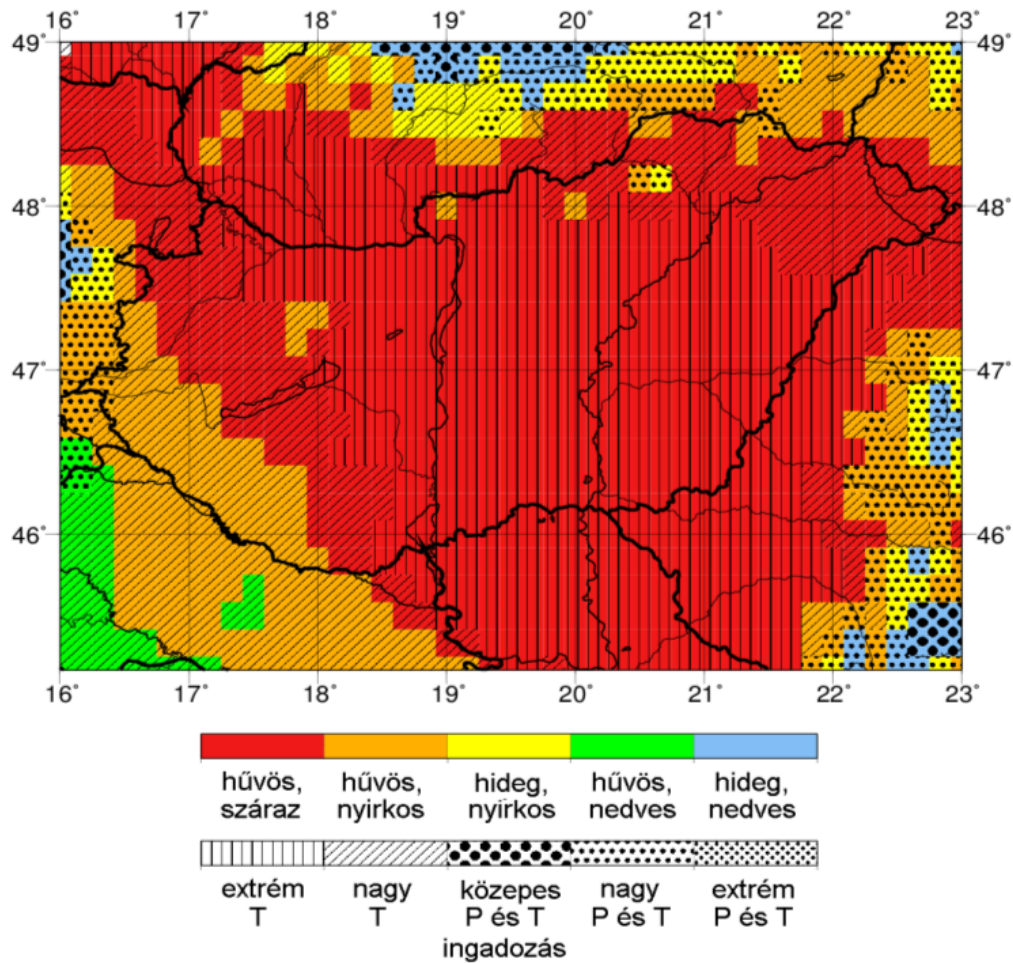 16° 17° 18° 19° 20° 21° 22° 23°
49° 49°
48° 48°
47° 47°
46° 46°
16° 17° 18° 19° 20° 21° 22° 23°
hűvös, hűvös, hideg, hűvös, hideg,
száraz nyirkos nyirkos nedves nedves
extrém nagy közepes nagy extrém
T T P és T P és T P és T
ingadozás